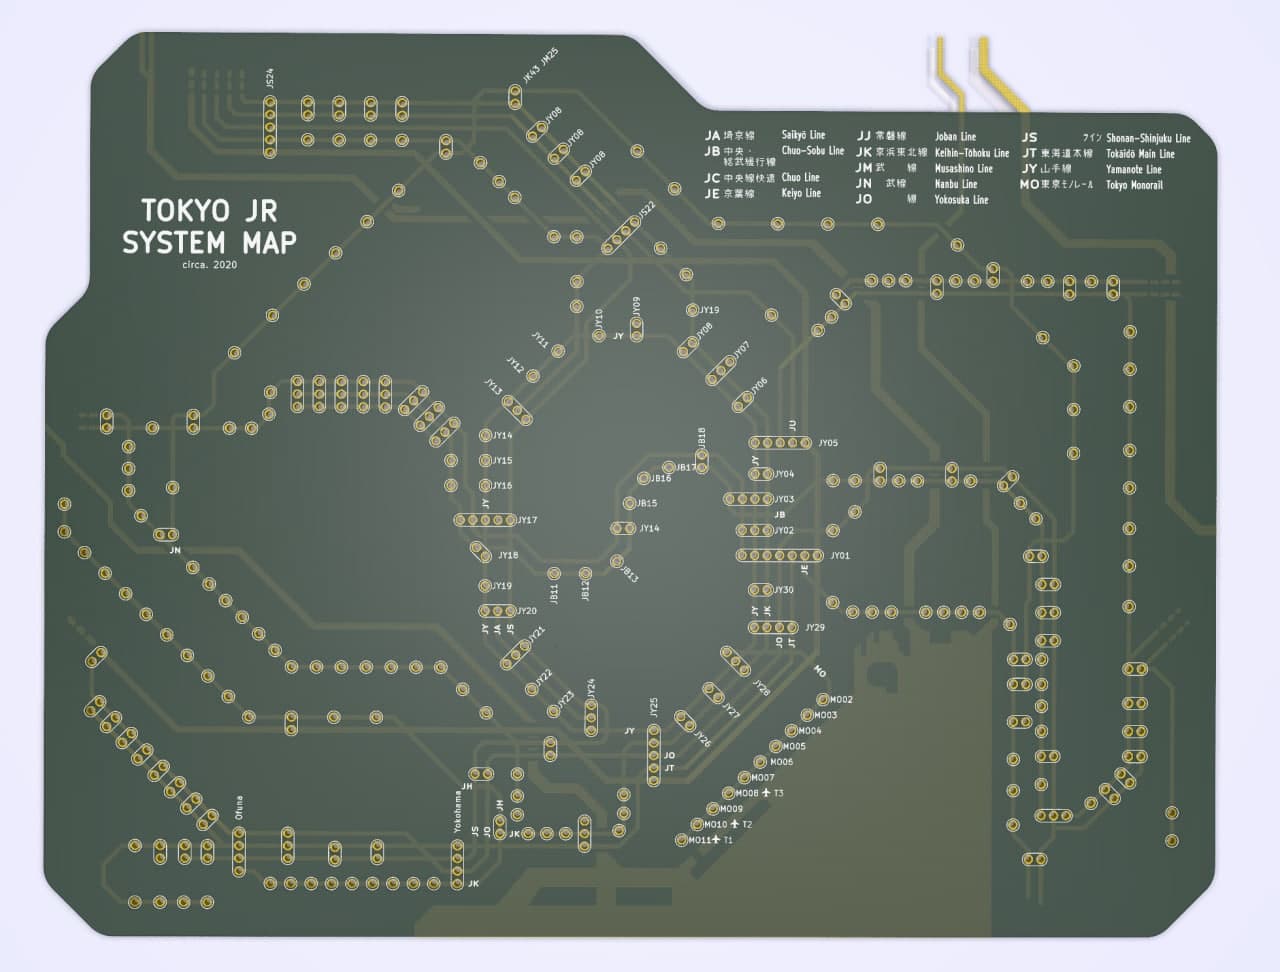 JS24
JK43 JM25
JY08
JY08
JY08
JS22
TOKYO JR
SYSTEM MAP
circa. 2020
JA 埼京線 Saikyō Line
JB 中央・総武緩行線 Chuo-Sobu Line
JC 中央線快速 Chuo Line
JE 京葉線 Keiyo Line
JJ 常磐線 Joban Line
JK 京浜東北線 Keihin-Tōhoku Line
JM 武 線 Musashino Line
JN 武線 Nanbu Line
JO 線 Yokosuka Line
JS ライン Shonan-Shinjuku Line
JT 東海道本線 Tokaidō Main Line
JY 山手線 Yamanote Line
MO 東京モノレール Tokyo Monorail
JY10
JY
JY09
JY19
JY08
JY07
JY06
JY11
JY12
JY13
JY14
JY15
JY16
JY
JY17
JY18
JY19
JY20
JY
JA
JS
JY21
JY22
JY23
JY24
JY
JY25
JO
JT
JU
JY05
JY
JY04
JY03
JB
JY02
JY01
JE
JY30
JY
JK
JY29
JO
JT
JY28
JY27
JY26
JB18
JB17
JB16
JB15
JY14
JB13
JB12
JB11
JN
MO
MO02
MO03
MO04
MO05
MO06
MO07
MO08 ✈ T3
MO09
MO10 ✈ T2
MO11 ✈ T1
JH
JH
JS
JO
JK
Ofuna
Yokohama
JK